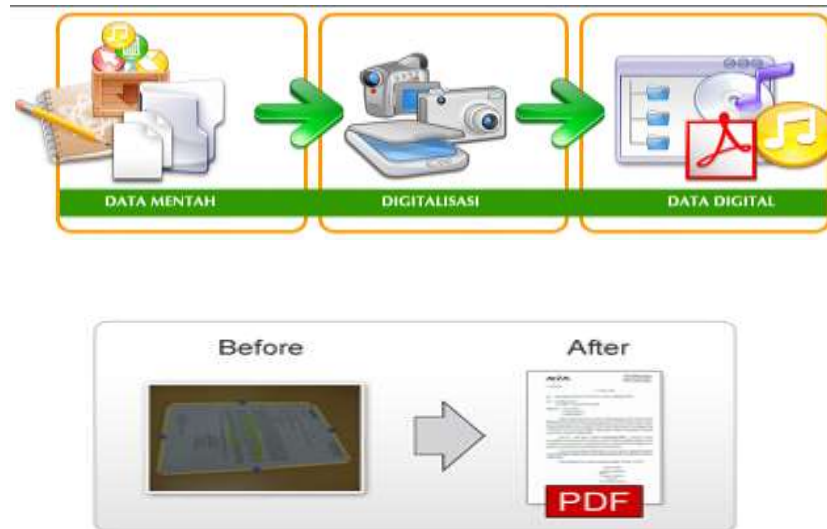 DATA MENTAH
DIGITALISASI
DATA DIGITAL
Before
After
PDF